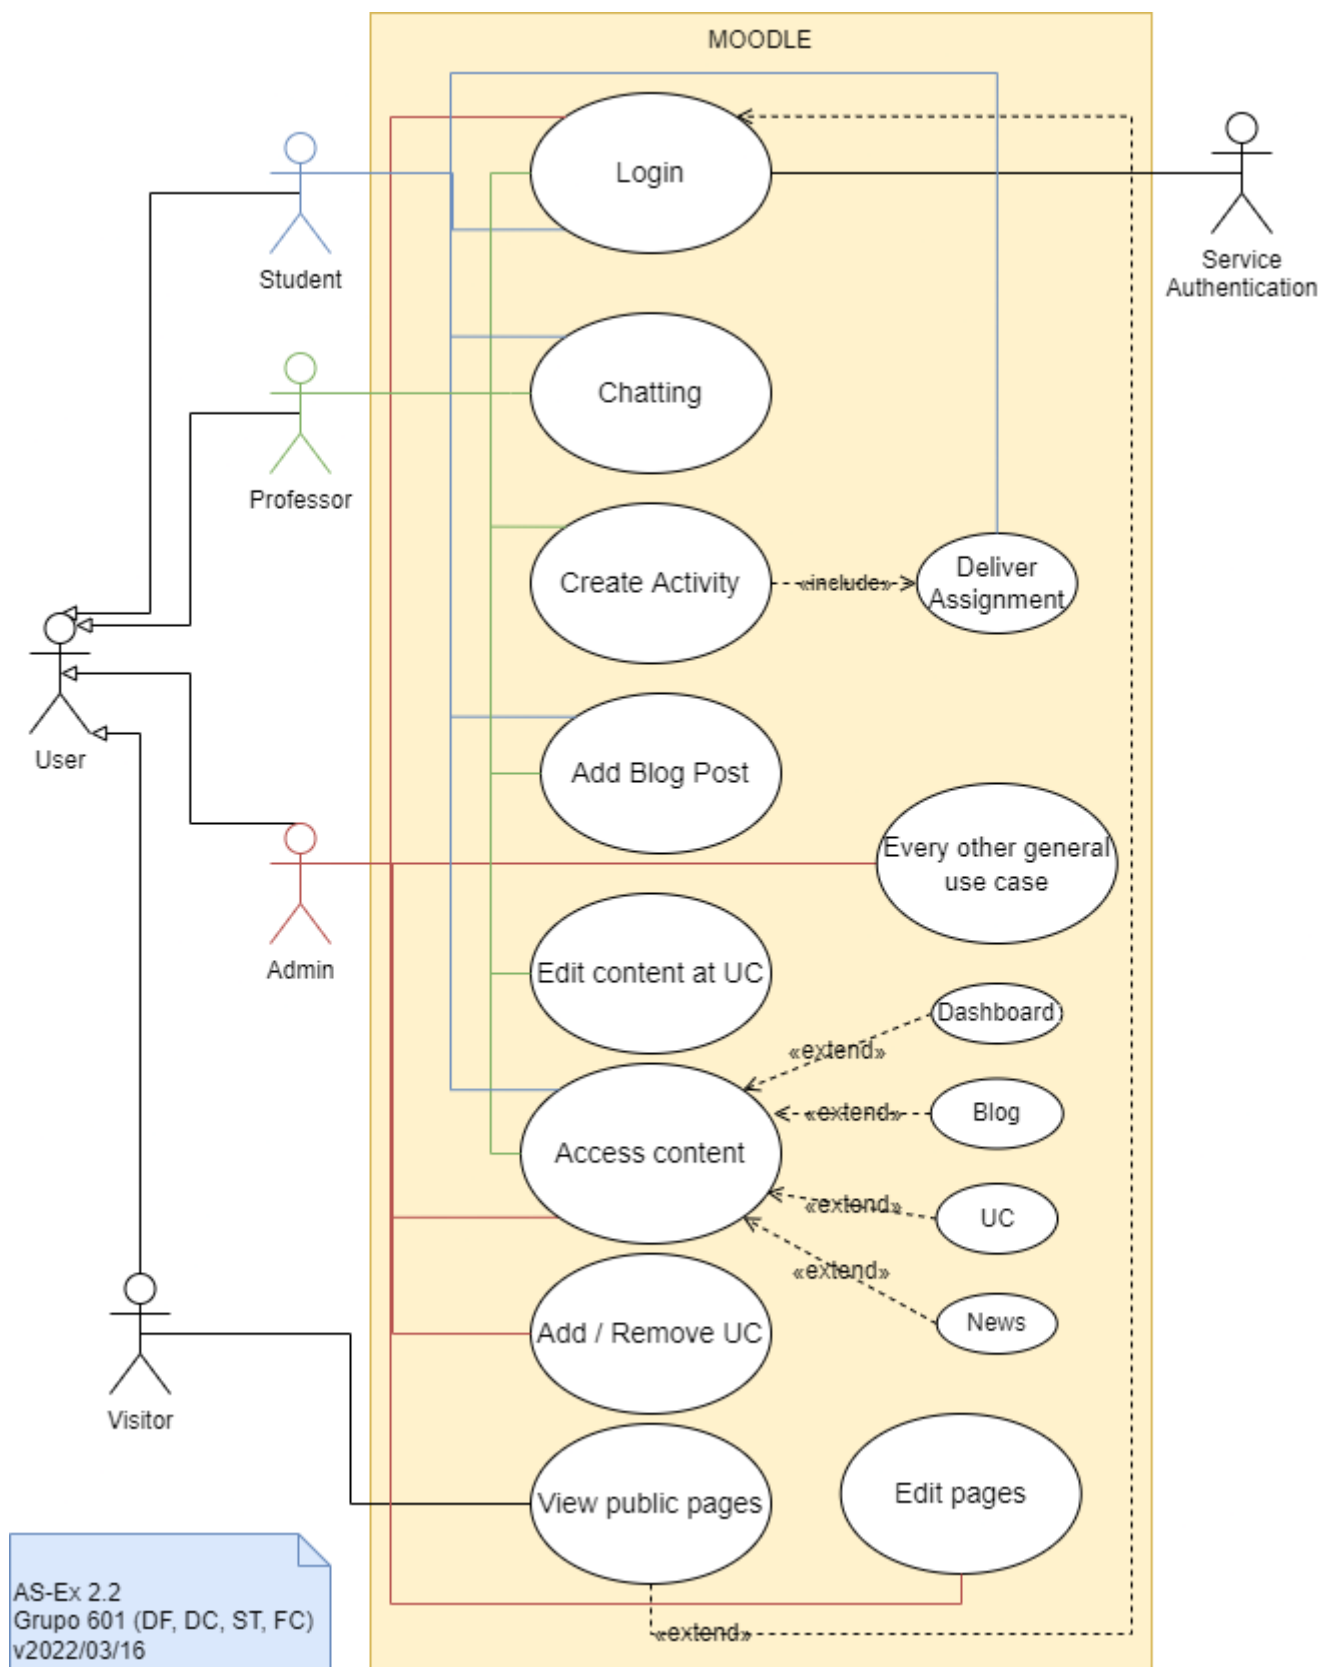 MOODLE
Login
Student
Service
Authentication
Chatting
Professor
Create Activity
«include»
Deliver
Assignment
User
Add Blog Post
Every other general
use case
Admin
Edit content at UC
Dashboard
«extend»
Blog
«extend»
Access content
UC
«extend»
News
«extend»
Add / Remove UC
Visitor
View public pages
Edit pages
«extend»
AS-Ex 2.2
Grupo 601 (DF, DC, ST, FC)
v2022/03/16